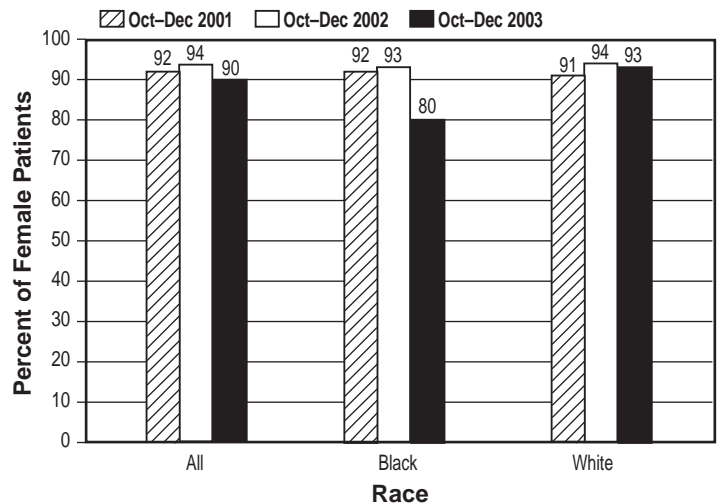 Oct–Dec 2001 Oct–Dec 2002 Oct–Dec 2003
Percent of Female Patients
100
90
80
70
60
50
40
30
20
10
0
92 94 90 92 93 80 91 94 93
All Black White
Race